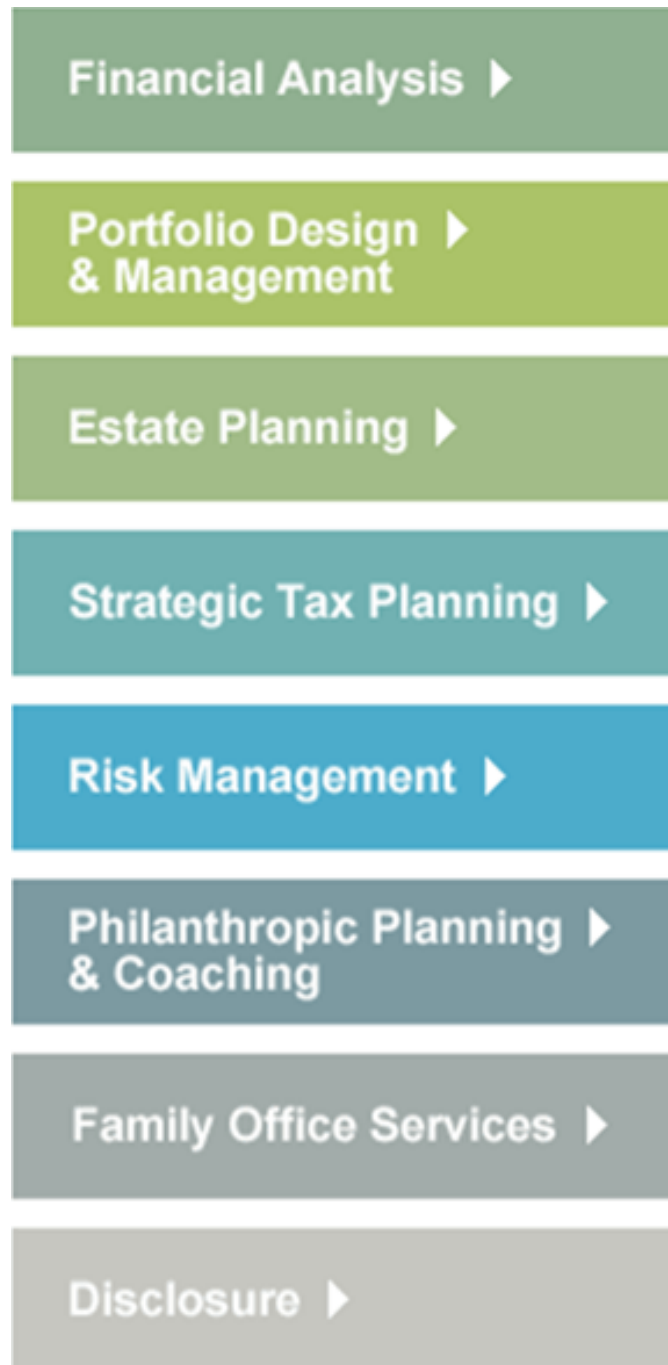 Financial Analysis
Portfolio Design
& Management
Estate Planning
Strategic Tax Planning
Risk Management
Philanthropic Planning
& Coaching
Family Office Services
Disclosure